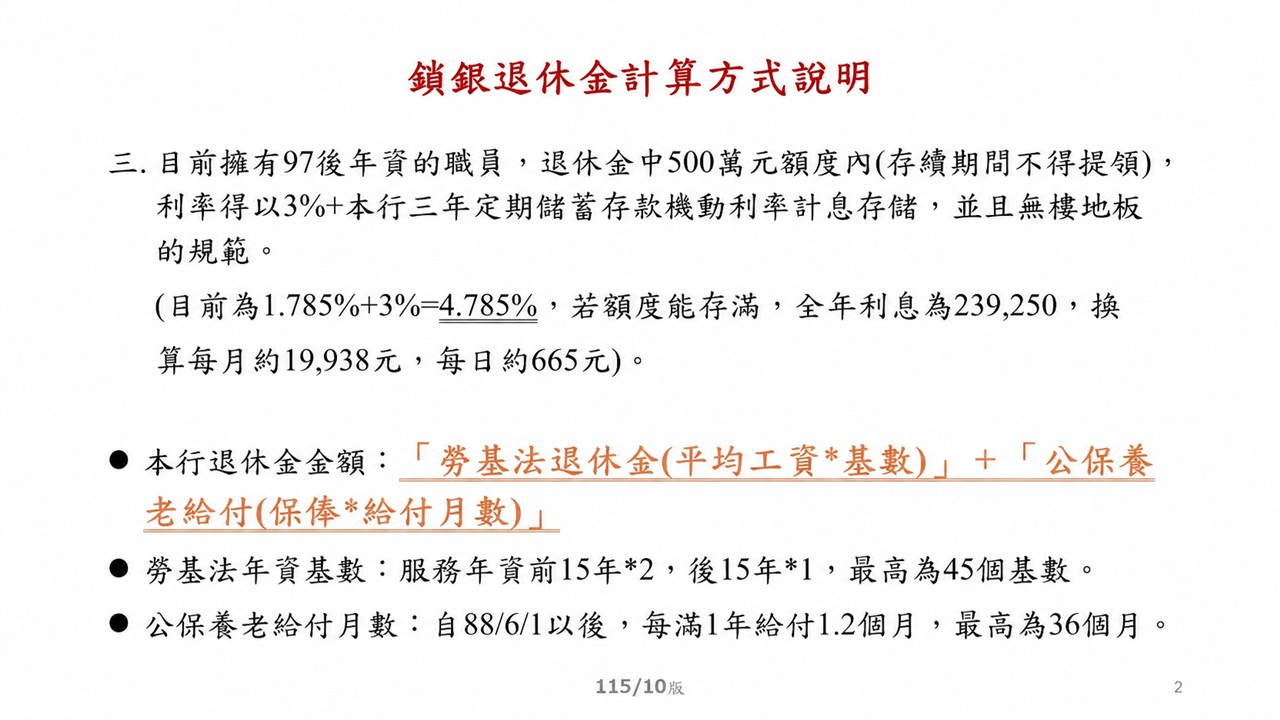 鎖銀退休金計算方式說明
三. 目前擁有97後年資的職員，退休金中500萬元額度內(存續期間不得提領)，
利率得以3%+本行三年定期儲蓄存款機動利率計息存儲，並且無樓地板
的規範。
(目前為1.785%+3%=4.785%，若額度能存滿，全年利息為239,250，換
算每月約19,938元，每日約665元)。
● 本行退休金金額：「勞基法退休金(平均工資*基數)」+「公保養
老給付(保俸*給付月數)」
● 勞基法年資基數：服務年資前15年*2，後15年*1，最高為45個基數。
● 公保養老給付月數：自88/6/1以後，每滿1年給付1.2個月，最高為36個月。
115/10版
2